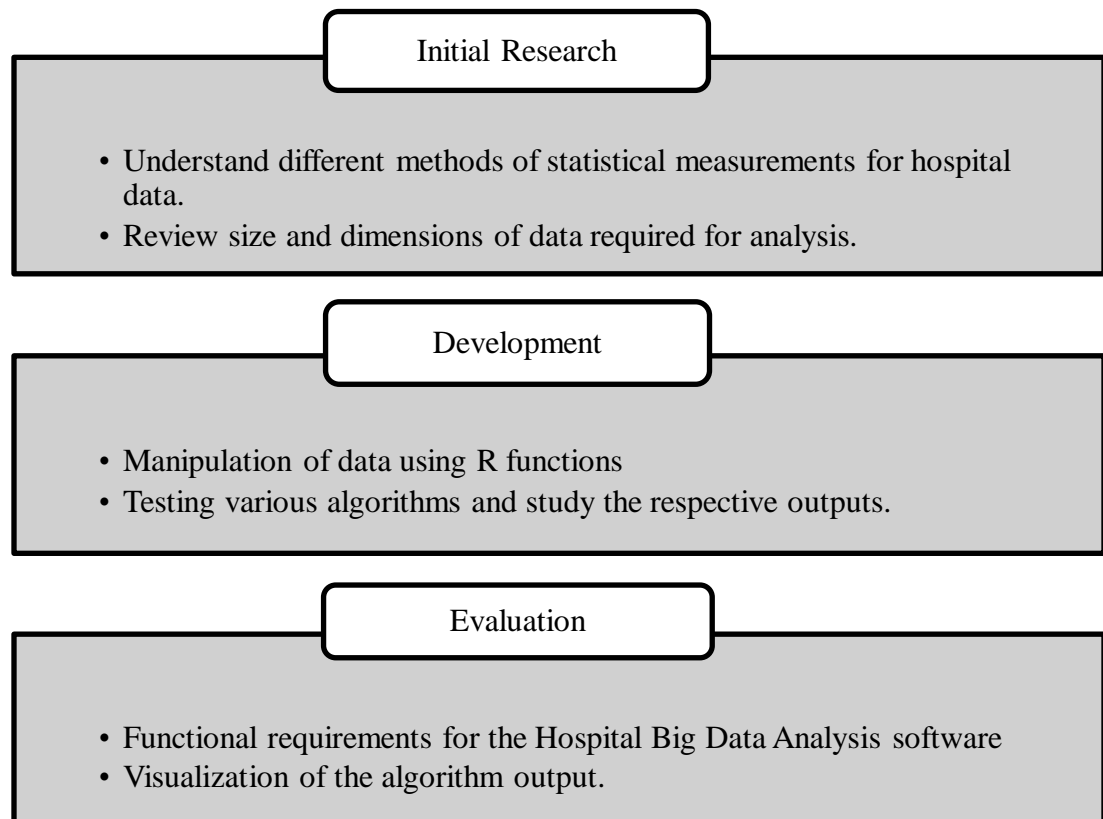 Initial Research
• Understand different methods of statistical measurements for hospital
data.
• Review size and dimensions of data required for analysis.
Development
• Manipulation of data using R functions
• Testing various algorithms and study the respective outputs.
Evaluation
• Functional requirements for the Hospital Big Data Analysis software
• Visualization of the algorithm output.